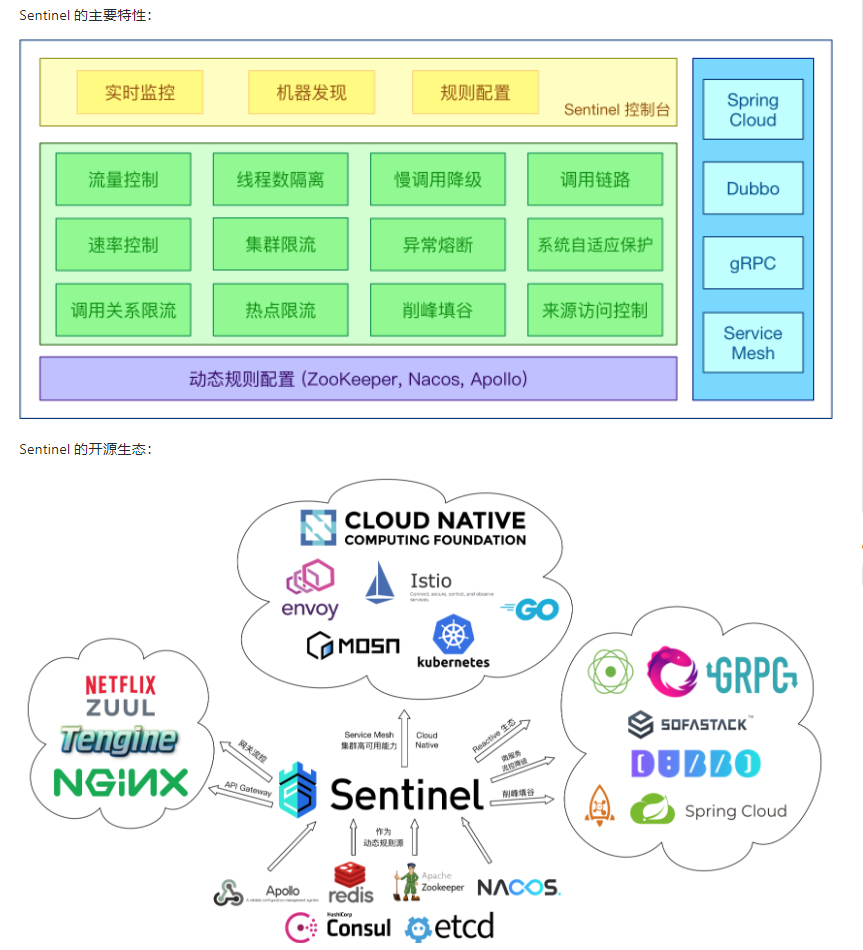 Sentinel 的主要特性：
实时监控
机器发现
规则配置
Sentinel 控制台
流量控制
线程数隔离
慢调用降级
调用链路
速率控制
集群限流
异常熔断
系统自适应保护
调用关系限流
热点限流
削峰填谷
来源访问控制
动态规则配置 (ZooKeeper, Nacos, Apollo)
Spring
Cloud
Dubbo
gRPC
Service
Mesh
Sentinel 的开源生态：
CLOUD NATIVE
COMPUTING FOUNDATION
envoy
Istio
Connect, secure, control, and observe
services.
GO
MOSN
kubernetes
NETFLIX
ZUUL
Tengine
NGINX
网关流控
API Gateway
Service Mesh
集群高可用能力
Cloud
Native
Reactive 生态
微服务
流控降级
削峰填谷
GRPC
SOFASTACK™
DUBBO
Spring Cloud
Sentinel
作为
动态规则源
Apollo
A reliable configuration management system
redis
Apache
Zookeeper
NACOS.
HashiCorp
Consul
etcd